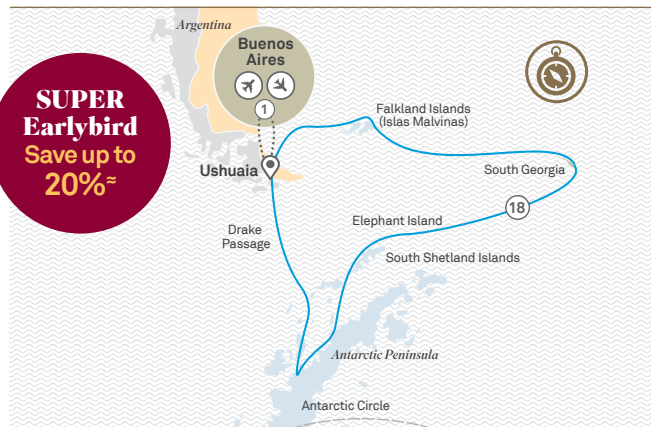 Argentina
Buenos
Aires
1
SUPER
Earlybird
Save up to
20%≈
Falkland Islands
(Islas Malvinas)
Ushuaia
South Georgia
18
Elephant Island
Drake
Passage
South Shetland Islands
Antarctic Peninsula
Antarctic Circle